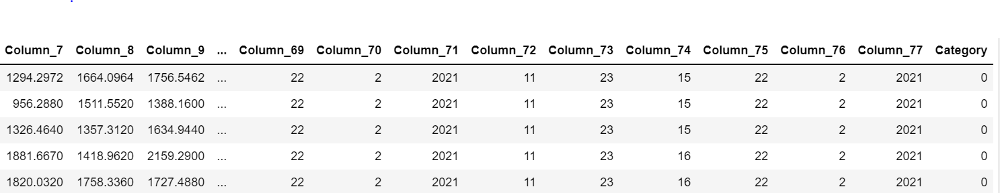 Column_7 Column_8 Column_9 ... Column_69 Column_70 Column_71 Column_72 Column_73 Column_74 Column_75 Column_76 Column_77 Category
1294.2972 1664.0964 1756.5462 ... 22 2 2021 11 23 15 22 2 2021 0
956.2880 1511.5520 1388.1600 ... 22 2 2021 11 23 15 22 2 2021 0
1326.4640 1357.3120 1634.9440 ... 22 2 2021 11 23 15 22 2 2021 0
1881.6670 1418.9620 2159.2900 ... 22 2 2021 11 23 16 22 2 2021 0
1820.0320 1758.3360 1727.4880 ... 22 2 2021 11 23 16 22 2 2021 0